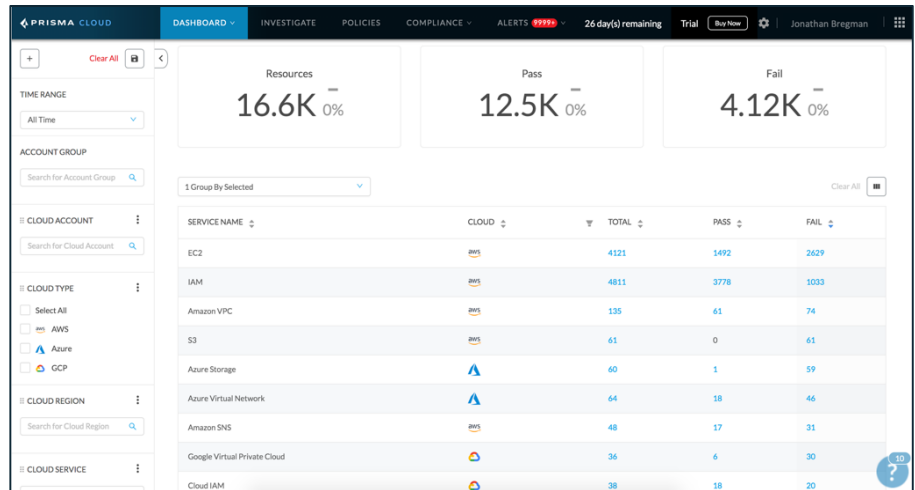 PRISMA CLOUD DASHBOARD INVESTIGATE POLICIES COMPLIANCE ALERTS 9999+ 26 day(s) remaining Trial Buy Now Jonathan Bregman
+ Clear All
TIME RANGE
All Time
ACCOUNT GROUP
Search for Account Group
CLOUD ACCOUNT
Search for Cloud Account
CLOUD TYPE
Select All
aws AWS
Azure
GCP
CLOUD REGION
Search for Cloud Region
CLOUD SERVICE
Resources
16.6K 0%
Pass
12.5K 0%
Fail
4.12K 0%
1 Group By Selected Clear All
SERVICE NAME CLOUD TOTAL PASS FAIL
EC2 aws 4121 1492 2629
IAM aws 4811 3778 1033
Amazon VPC aws 135 61 74
S3 aws 61 0 61
Azure Storage 60 1 59
Azure Virtual Network 64 18 46
Amazon SNS aws 48 17 31
Google Virtual Private Cloud 36 6 30
Cloud IAM 38 18 20
10
?